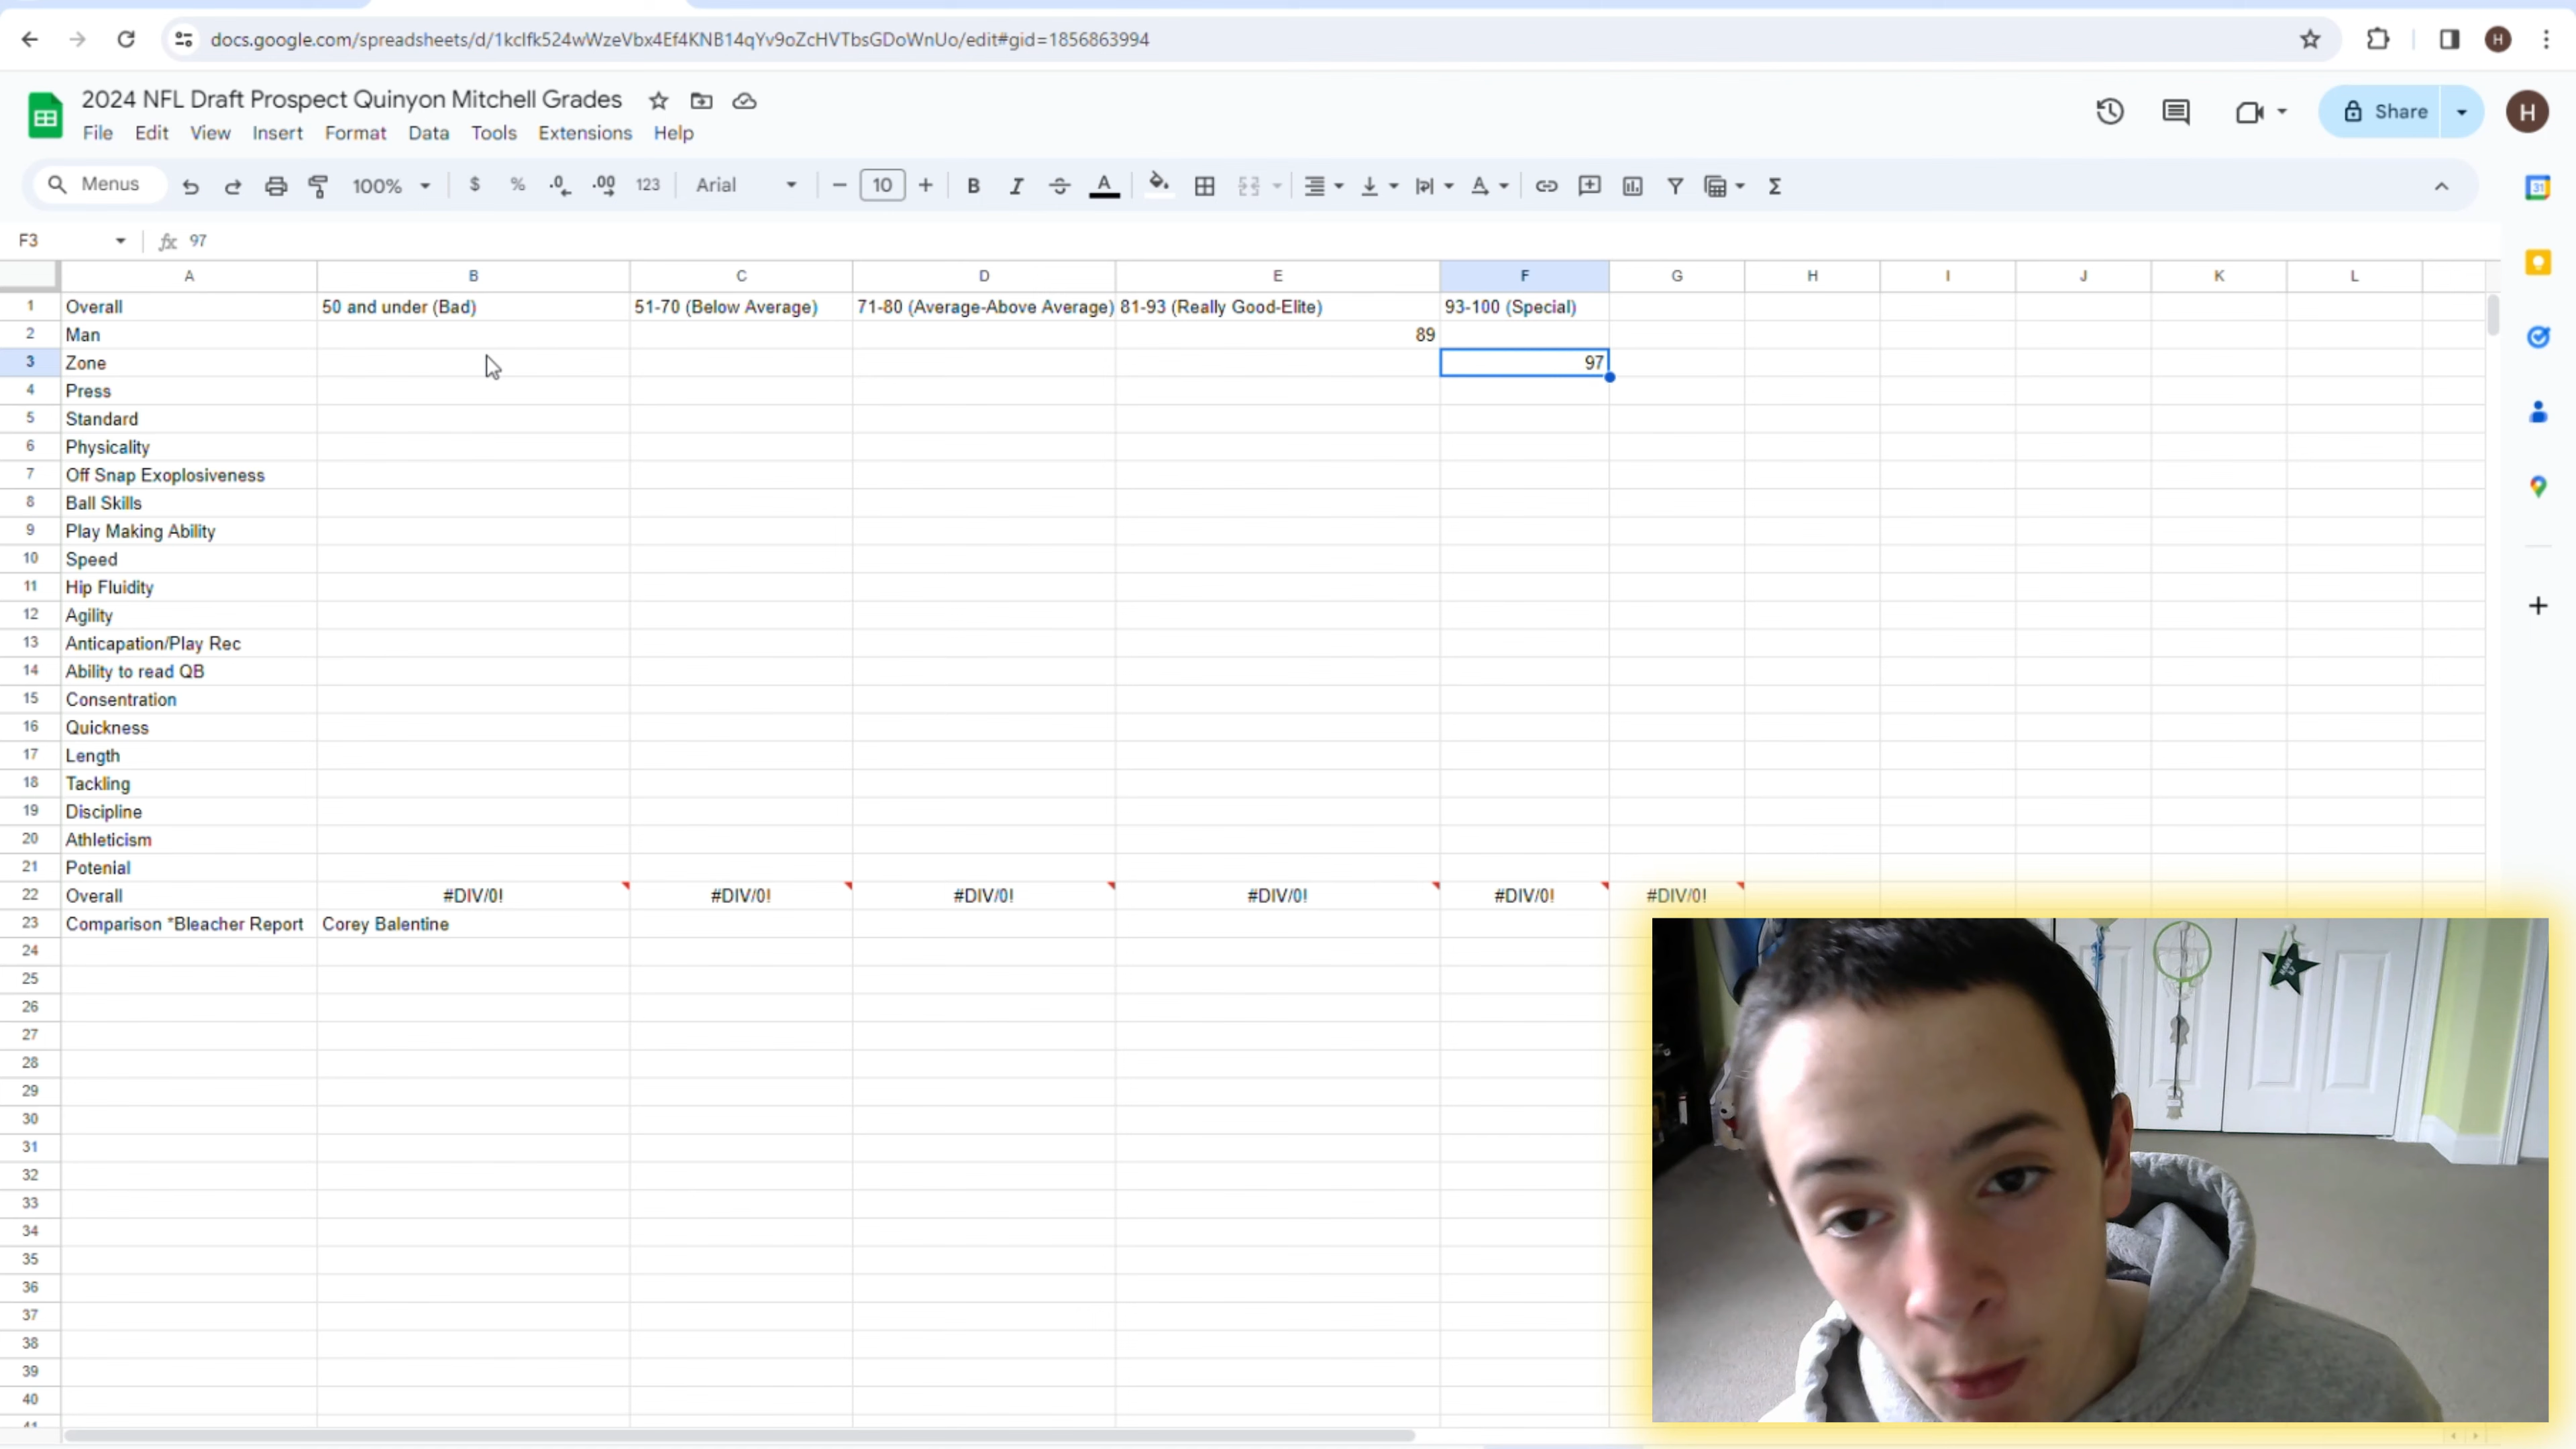 docs.google.com/spreadsheets/d/1kclfk524wWzeVbx4Ef4KNB14qYv9oZcHVTbsGDoWnUo/edit#gid=1856863994
H
2024 NFL Draft Prospect Quinyon Mitchell Grades
File Edit View Insert Format Data Tools Extensions Help
Share
H
Menus 100% $ % .0 .00 123 Arial 10 B I A A Σ
31
F3 fx 97
A B C D E F G H I J K L
1 Overall 50 and under (Bad) 51-70 (Below Average) 71-80 (Average-Above Average) 81-93 (Really Good-Elite) 93-100 (Special)
2 Man 89
3 Zone 97
4 Press
5 Standard
6 Physicality
7 Off Snap Exoplosiveness
8 Ball Skills
9 Play Making Ability
10 Speed
11 Hip Fluidity
12 Agility
13 Anticapation/Play Rec
14 Ability to read QB
15 Consentration
16 Quickness
17 Length
18 Tackling
19 Discipline
20 Athleticism
21 Potenial
22 Overall #DIV/0! #DIV/0! #DIV/0! #DIV/0! #DIV/0! #DIV/0!
23 Comparison *Bleacher Report Corey Balentine
24
25
26
27
28
29
30
31
32
33
34
35
36
37
38
39
40
41